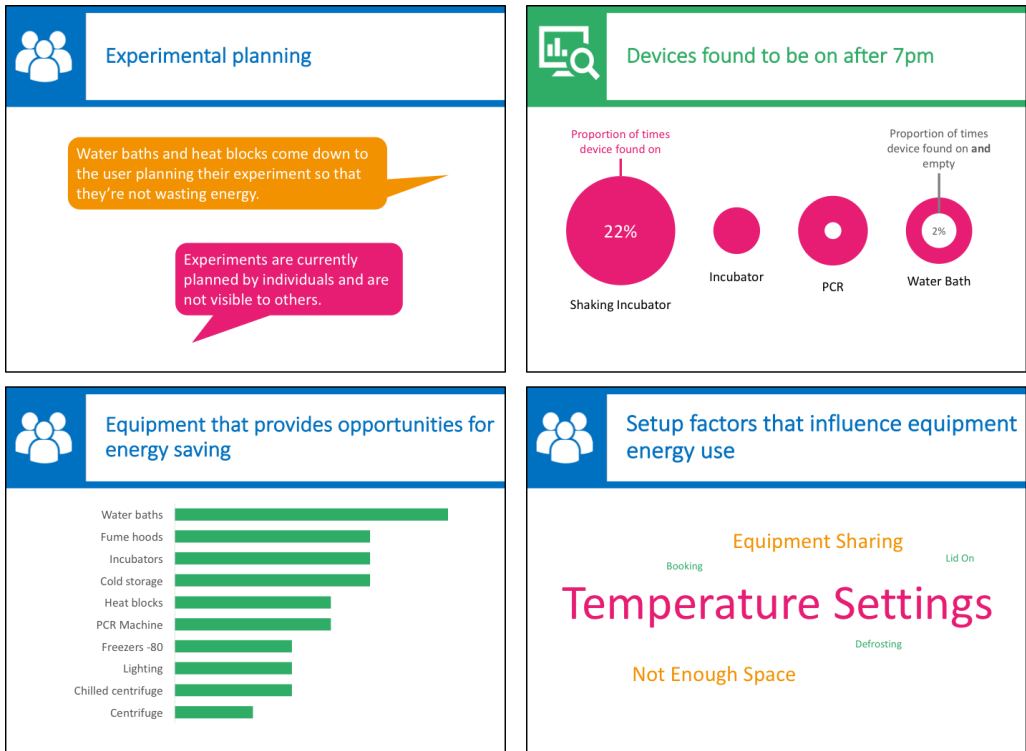 Experimental planning
Water baths and heat blocks come down to
the user planning their experiment so that
they're not wasting energy.
Experiments are currently
planned by individuals and are
not visible to others.
Devices found to be on after 7pm
Proportion of times
device found on
Proportion of times
device found on and
empty
22%
2%
Shaking Incubator
Incubator
PCR
Water Bath
Equipment that provides opportunities for
energy saving
Water baths
Fume hoods
Incubators
Cold storage
Heat blocks
PCR Machine
Freezers -80
Lighting
Chilled centrifuge
Centrifuge
Setup factors that influence equipment
energy use
Equipment Sharing
Booking
Lid On
Temperature Settings
Defrosting
Not Enough Space